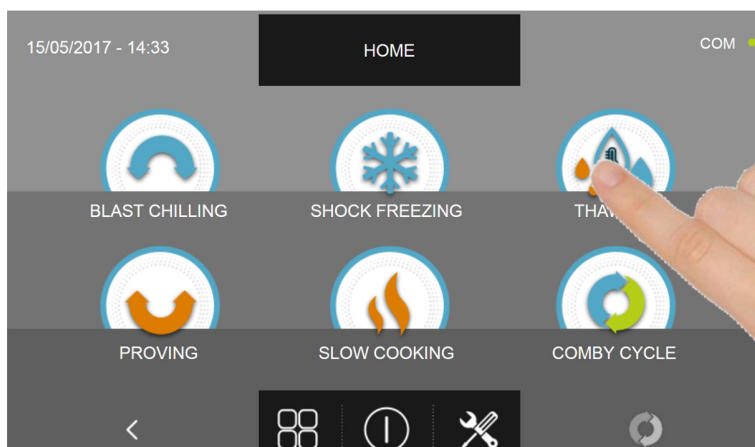 15/05/2017 - 14:33
HOME
COM
BLAST CHILLING
SHOCK FREEZING
PROVING
SLOW COOKING
COMBY CYCLE